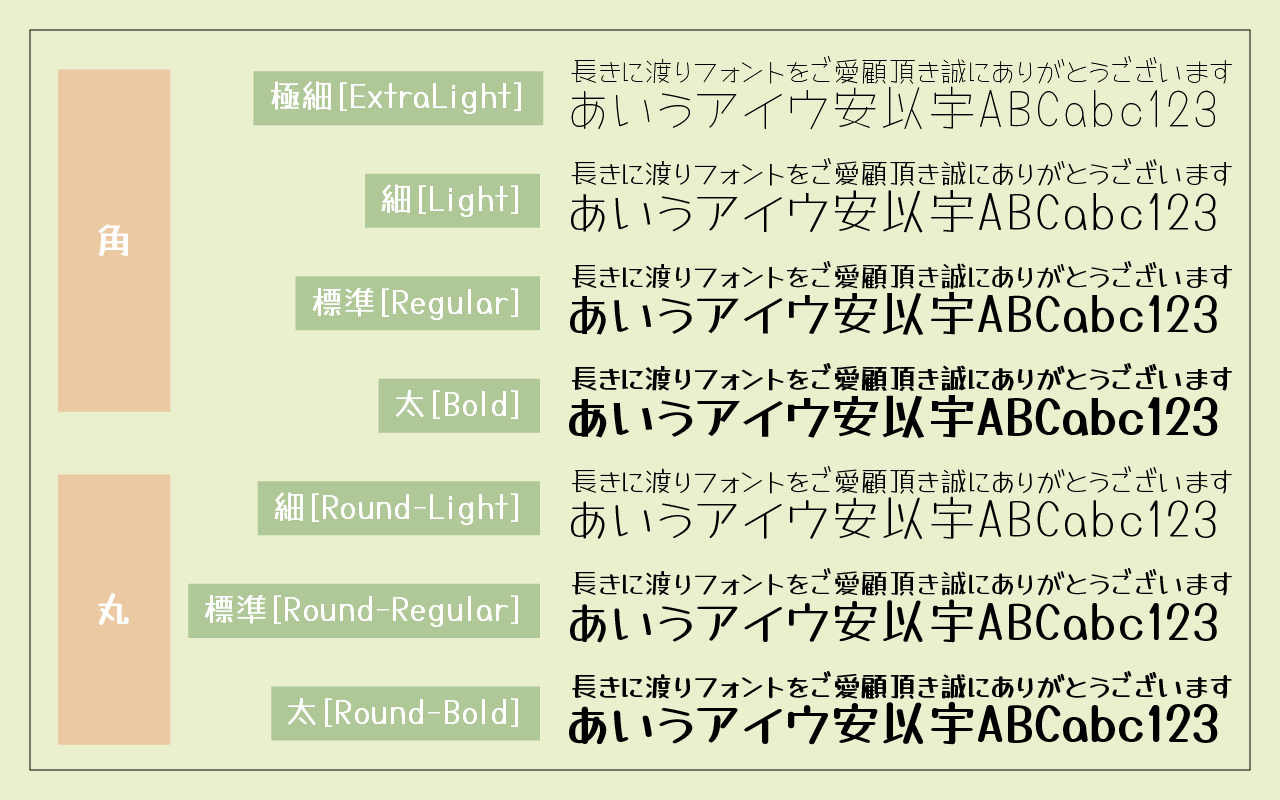 角
極細[ExtraLight]
長きに渡りフォントをご愛顧頂き誠にありがとうございます
あいうアイウ安以宇ABCabc123
細[Light]
長きに渡りフォントをご愛顧頂き誠にありがとうございます
あいうアイウ安以宇ABCabc123
標準[Regular]
長きに渡りフォントをご愛顧頂き誠にありがとうございます
あいうアイウ安以宇ABCabc123
太[Bold]
長きに渡りフォントをご愛顧頂き誠にありがとうございます
あいうアイウ安以宇ABCabc123
丸
細[Round-Light]
長きに渡りフォントをご愛顧頂き誠にありがとうございます
あいうアイウ安以宇ABCabc123
標準[Round-Regular]
長きに渡りフォントをご愛顧頂き誠にありがとうございます
あいうアイウ安以宇ABCabc123
太[Round-Bold]
長きに渡りフォントをご愛顧頂き誠にありがとうございます
あいうアイウ安以宇ABCabc123